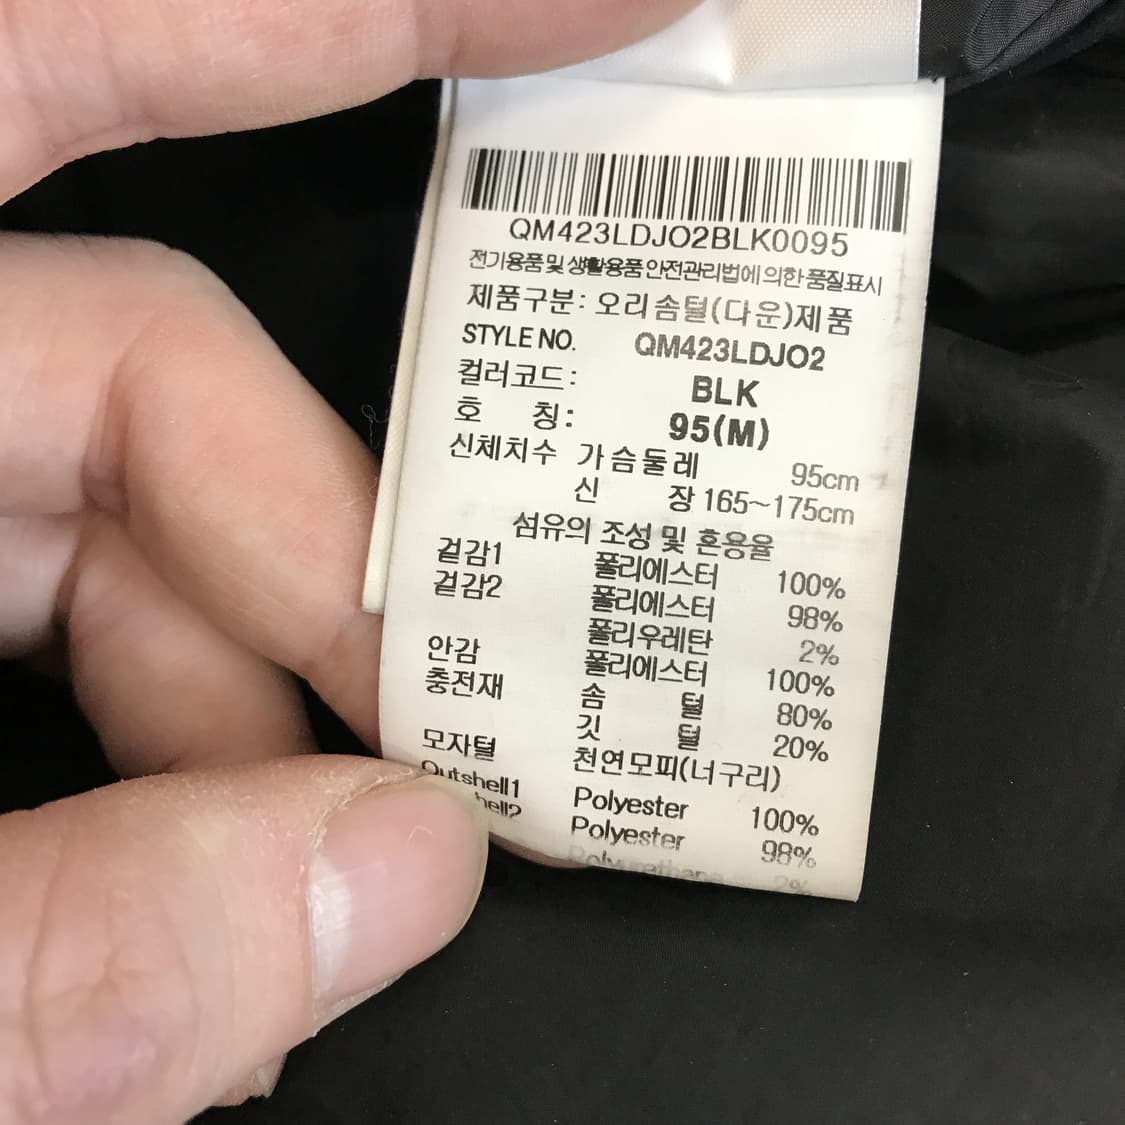 QM423LDJO2BLK0095
전기용품 및 생활용품 안전관리법에 의한 품질표시
제품구분: 오리솜털(다운)제품
STYLE NO. QM423LDJO2
컬러코드: BLK
호 칭: 95(M)
신체치수 가슴둘레 95cm
신 장 165~175cm
섬유의 조성 및 혼용율
겉감1 폴리에스터 100%
겉감2 폴리에스터 98%
폴리우레탄 2%
안감 폴리에스터 100%
충전재 솜 털 80%
깃 털 20%
모자털 천연모피(너구리)
Outshell1 Polyester 100%
hell2 Polyester 98%
Polyurethane 2%